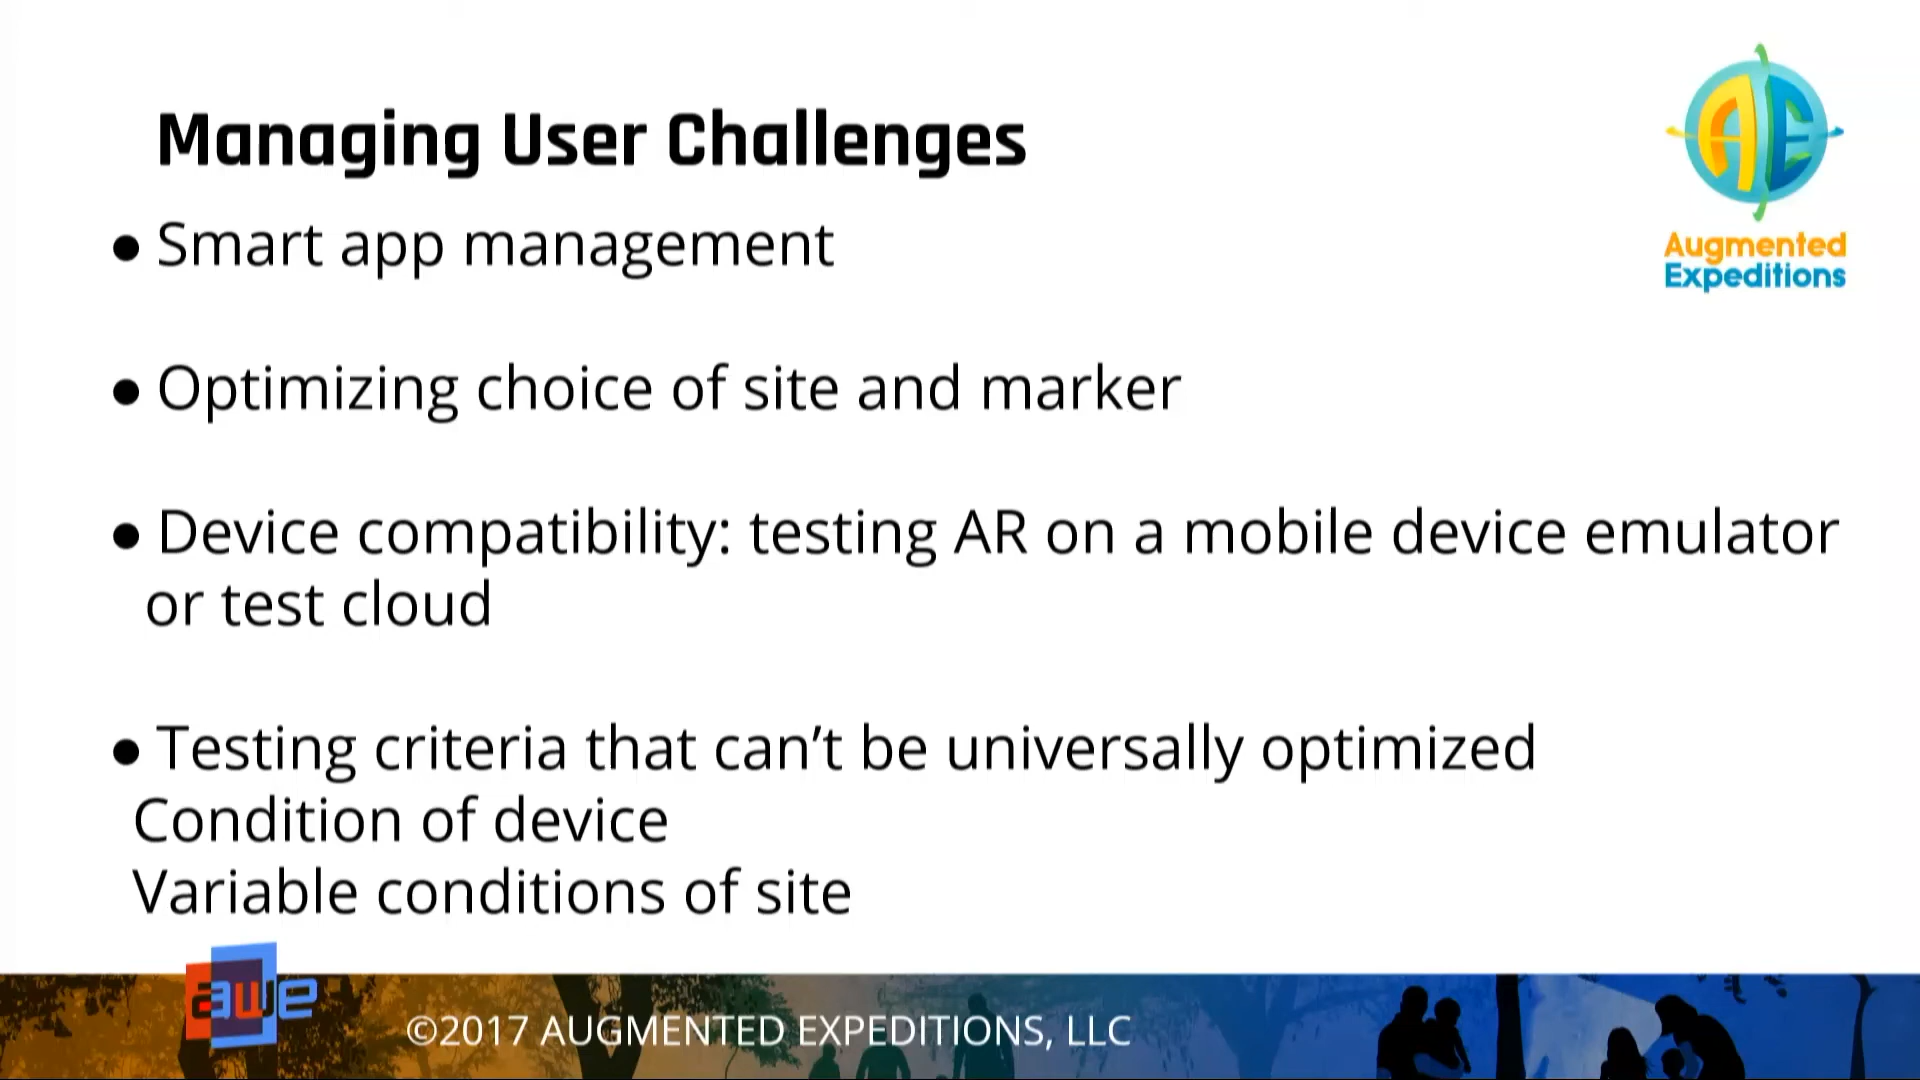 Managing User Challenges
● Smart app management
● Optimizing choice of site and marker
● Device compatibility: testing AR on a mobile device emulator
or test cloud
● Testing criteria that can’t be universally optimized
Condition of device
Variable conditions of site
AE
Augmented
Expeditions
awe
©2017 AUGMENTED EXPEDITIONS, LLC